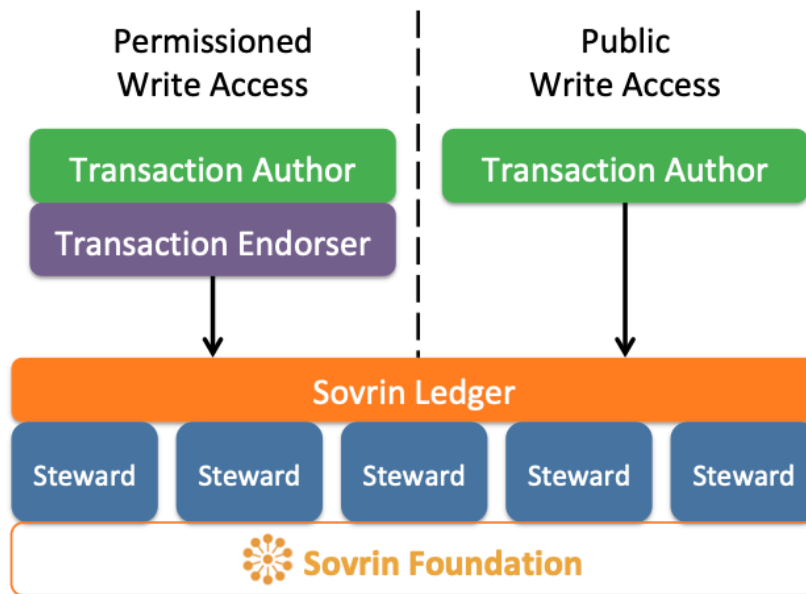 Permissioned
Write Access
Public
Write Access
Transaction Author
Transaction Endorser
Transaction Author
Sovrin Ledger
Steward
Steward
Steward
Steward
Steward
Sovrin Foundation